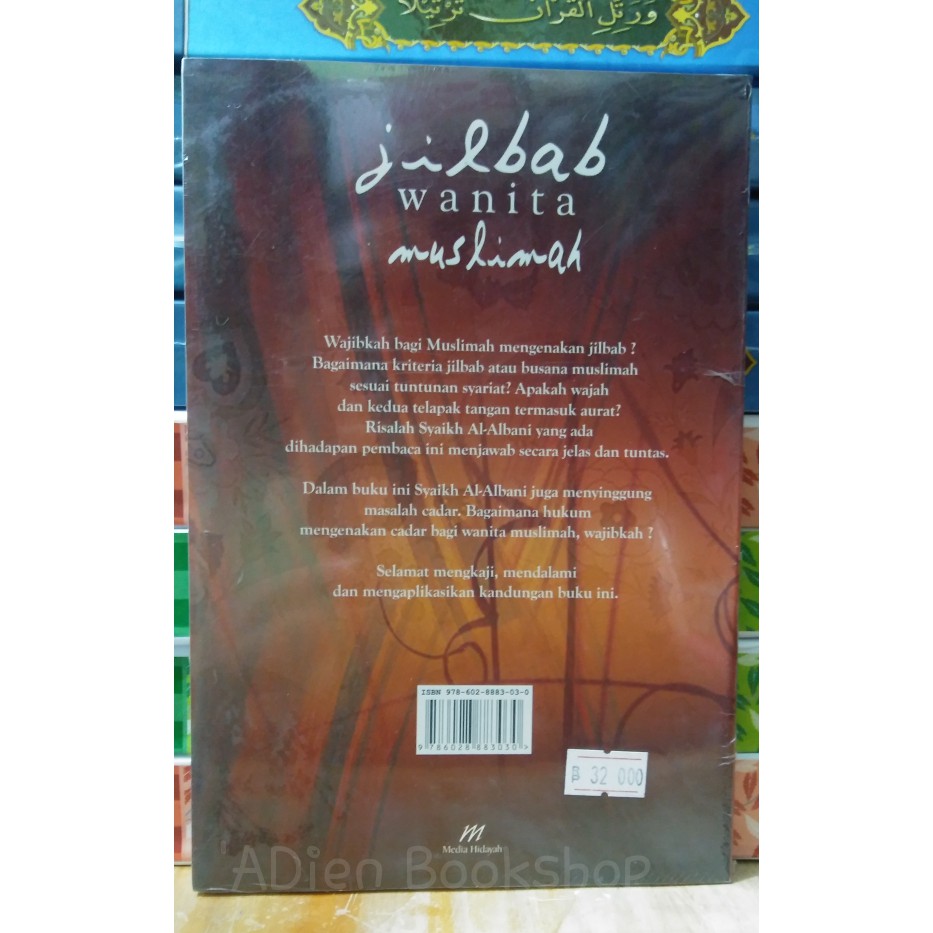 وَرَتِّلِ الْقُرْآنَ تَرْتِيْلًا
jilbab
wanita
muslimah
Wajibkah bagi Muslimah mengenakan jilbab ?
Bagaimana kriteria jilbab atau busana muslimah
sesuai tuntunan syariat? Apakah wajah
dan kedua telapak tangan termasuk aurat?
Risalah Syaikh Al-Albani yang ada
dihadapan pembaca ini menjawab secara jelas dan tuntas.
Dalam buku ini Syaikh Al-Albani juga menyinggung
masalah cadar. Bagaimana hukum
mengenakan cadar bagi wanita muslimah, wajibkah ?
Selamat mengkaji, mendalami
dan mengaplikasikan kandungan buku ini.
ISBN 978-602-8883-03-0
9 786028 883030 >
RP 32 000
m
Media Hidayah
ADien Bookshop